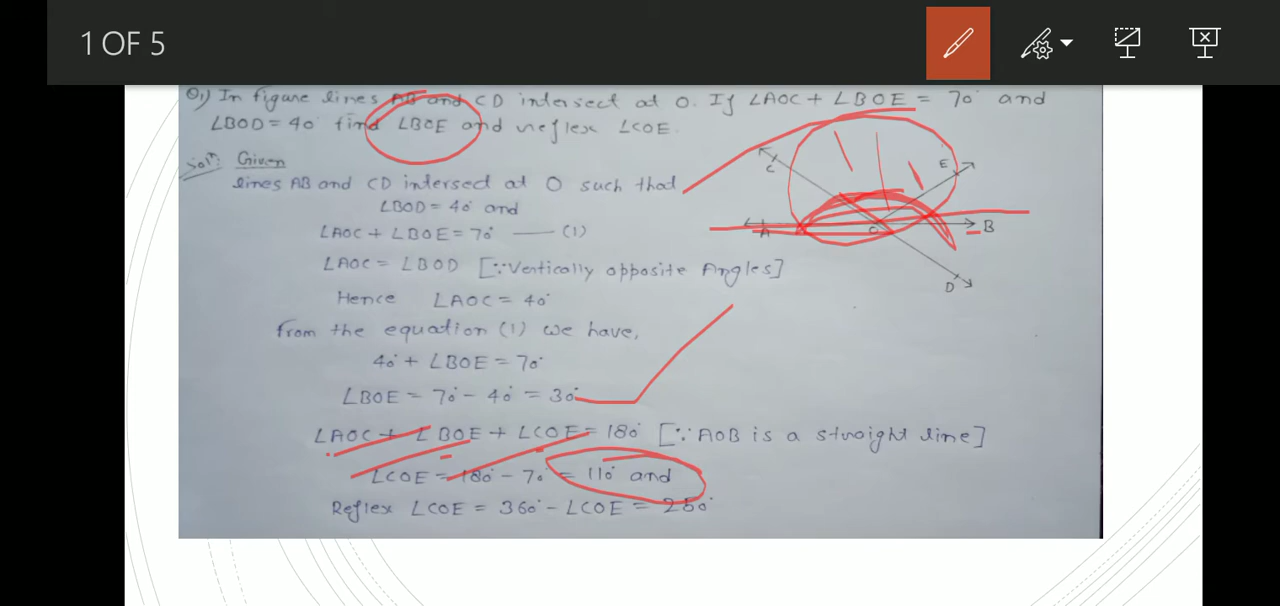 1 OF 5
Q1) In figure lines AB and CD intersect at O. If ∠AOC + ∠BOE = 70° and
∠BOD = 40° find ∠BOE and reflex ∠COE.
Solⁿ: Given
lines AB and CD intersed at O such that
∠BOD = 40° and
∠AOC + ∠BOE = 70° —— (1)
∠AOC = ∠BOD [∵Vertically opposite Angles]
Hence ∠AOC = 40°
From the equation (1) we have,
40° + ∠BOE = 70°
∠BOE = 70° - 40° = 30°
∠AOC + ∠BOE + ∠COE = 180° [∵ AOB is a straight line]
∠COE = 180° - 70° = 110° and
Reflex ∠COE = 360° - ∠COE = 250°
C
E
A
O
B
D